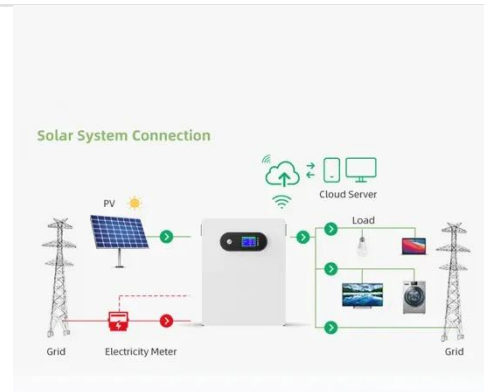 Solar System Connection
Cloud Server
PV
Load
Grid
Electricity Meter
Grid